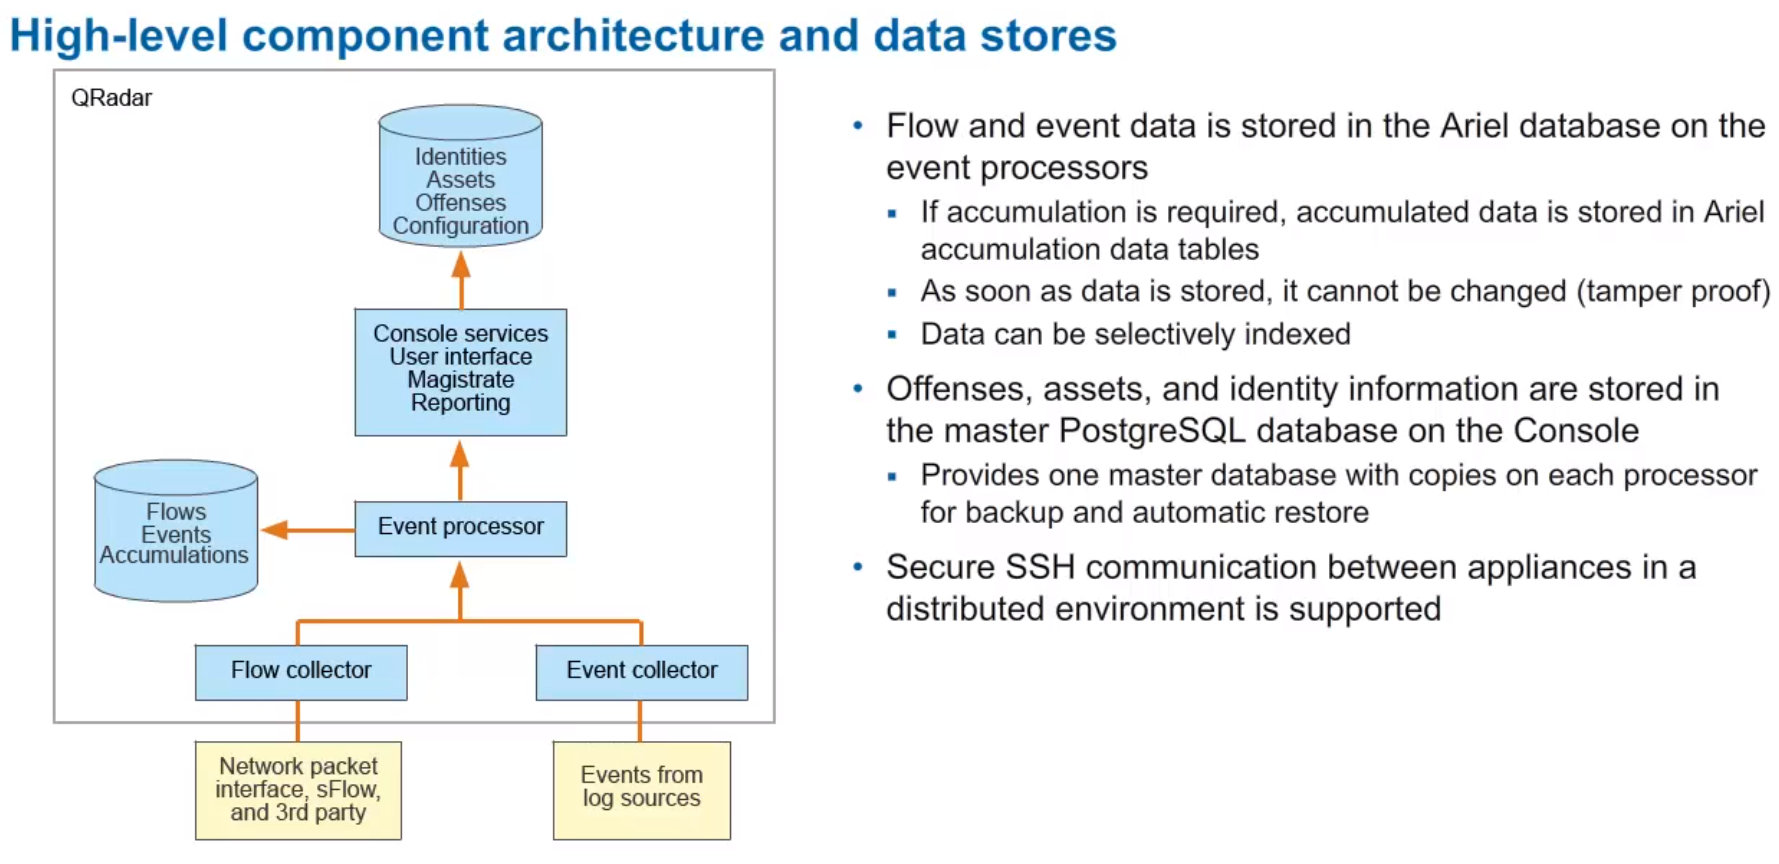 High-level component architecture and data stores
QRadar
Identities
Assets
Offenses
Configuration
Console services
User interface
Magistrate
Reporting
Flows
Events
Accumulations
Event processor
Flow collector
Event collector
Network packet
interface, sFlow,
and 3rd party
Events from
log sources
• Flow and event data is stored in the Ariel database on the
event processors
▪ If accumulation is required, accumulated data is stored in Ariel
accumulation data tables
▪ As soon as data is stored, it cannot be changed (tamper proof)
▪ Data can be selectively indexed
• Offenses, assets, and identity information are stored in
the master PostgreSQL database on the Console
▪ Provides one master database with copies on each processor
for backup and automatic restore
• Secure SSH communication between appliances in a
distributed environment is supported